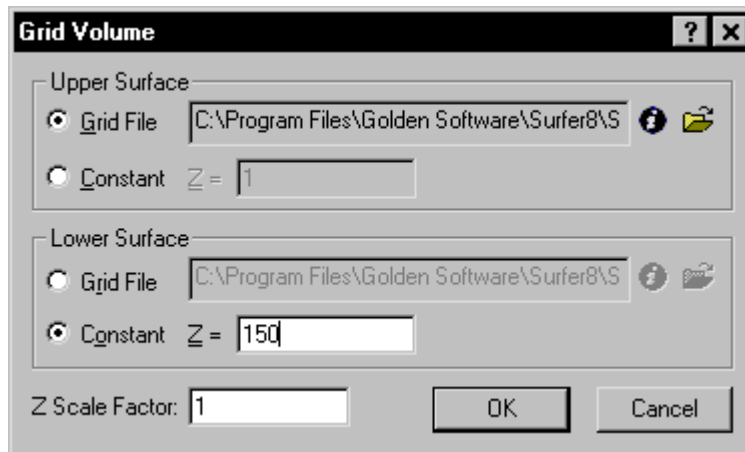 Grid Volume
Upper Surface
Grid File C:\Program Files\Golden Software\Surfer8\S
Constant Z = 1
Lower Surface
Grid File C:\Program Files\Golden Software\Surfer8\S
Constant Z = 150
Z Scale Factor: 1 OK Cancel